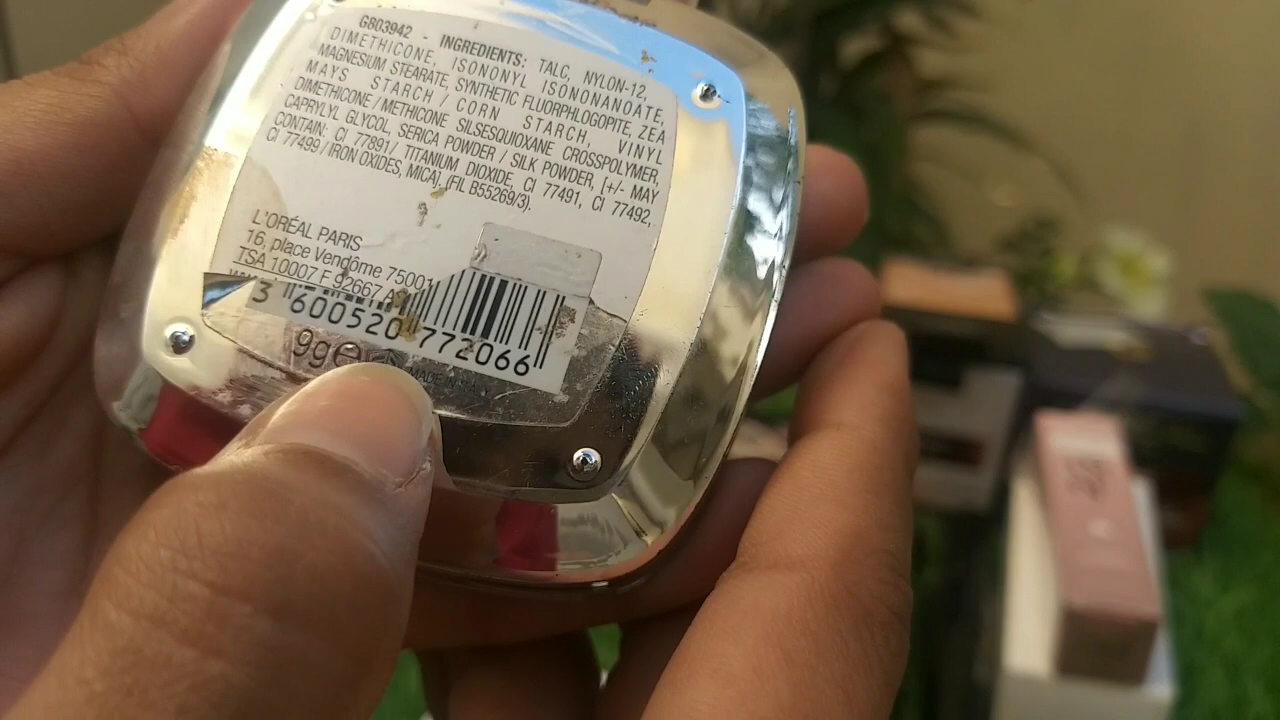 G803942 - INGREDIENTS: TALC, NYLON-12,
DIMETHICONE, ISONONYL ISONONANOATE,
MAGNESIUM STEARATE, SYNTHETIC FLUORPHLOGOPITE, ZEA
MAYS STARCH / CORN STARCH VINYL
DIMETHICONE / METHICONE SILSESQUIOXANE CROSSPOLYMER,
CAPRYLYL GLYCOL, SERICA POWDER / SILK POWDER, [+/- MAY
CONTAIN: CI 77891/ TITANIUM DIOXIDE, CI 77491, CI 77492,
CI 77499 / IRON OXIDES, MICA]. (FIL B55269/3).
L'ORÉAL PARIS
16, place Vendôme 75001
TSA 10007 F 92667 A
3 600520 772066
9g e
MADE IN